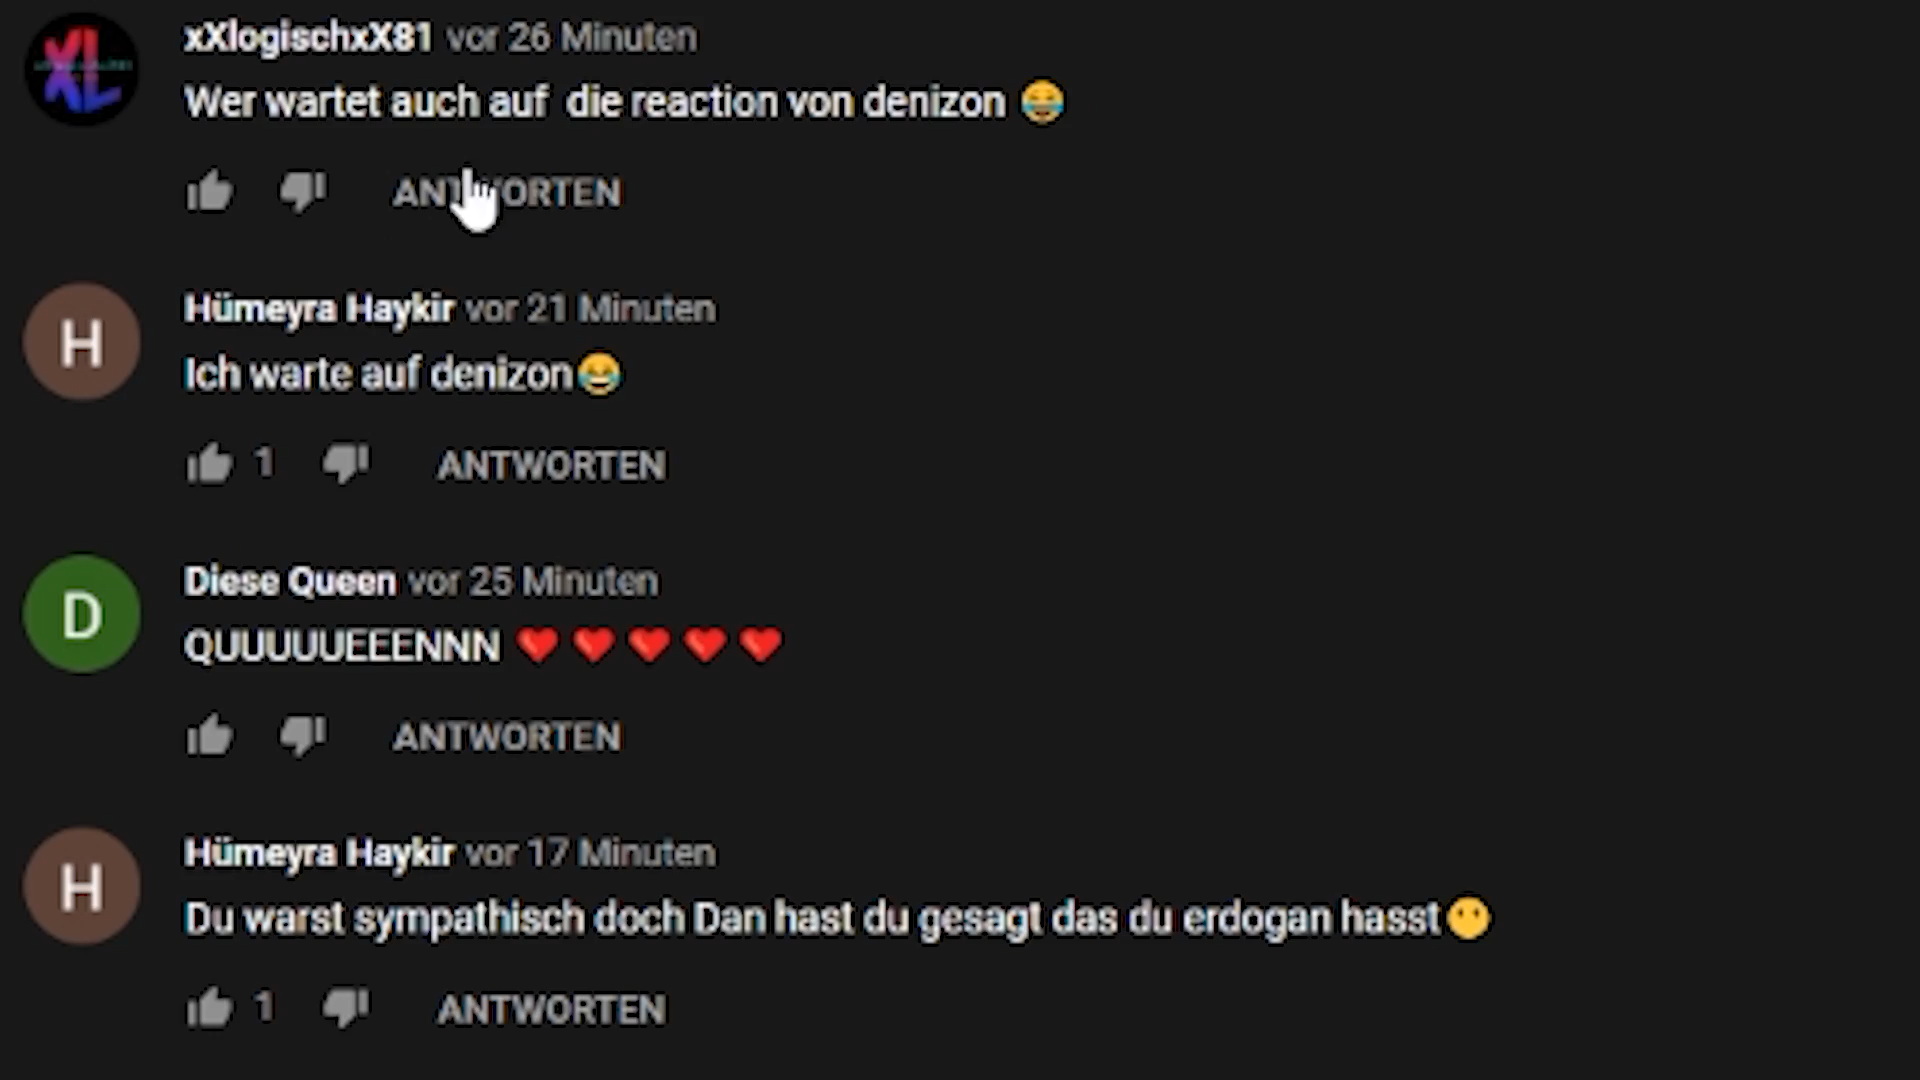 XL
xXlogischxX81 vor 26 Minuten
Wer wartet auch auf die reaction von denizon 😂
ANTWORTEN
H
Hümeyra Haykir vor 21 Minuten
Ich warte auf denizon😂
1 ANTWORTEN
D
Diese Queen vor 25 Minuten
QUUUUUEEENNN ❤️ ❤️ ❤️ ❤️ ❤️
ANTWORTEN
H
Hümeyra Haykir vor 17 Minuten
Du warst sympathisch doch Dan hast du gesagt das du erdogan hasst😶
1 ANTWORTEN